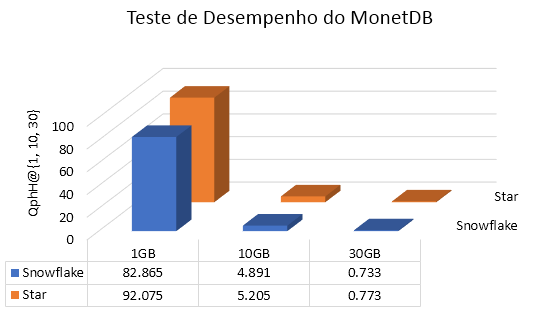 Teste de Desempenho do MonetDB
QphH@{1, 10, 30}
100
80
60
40
20
0
Star
Snowflake
1GB 10GB 30GB
Snowflake 82.865 4.891 0.733
Star 92.075 5.205 0.773